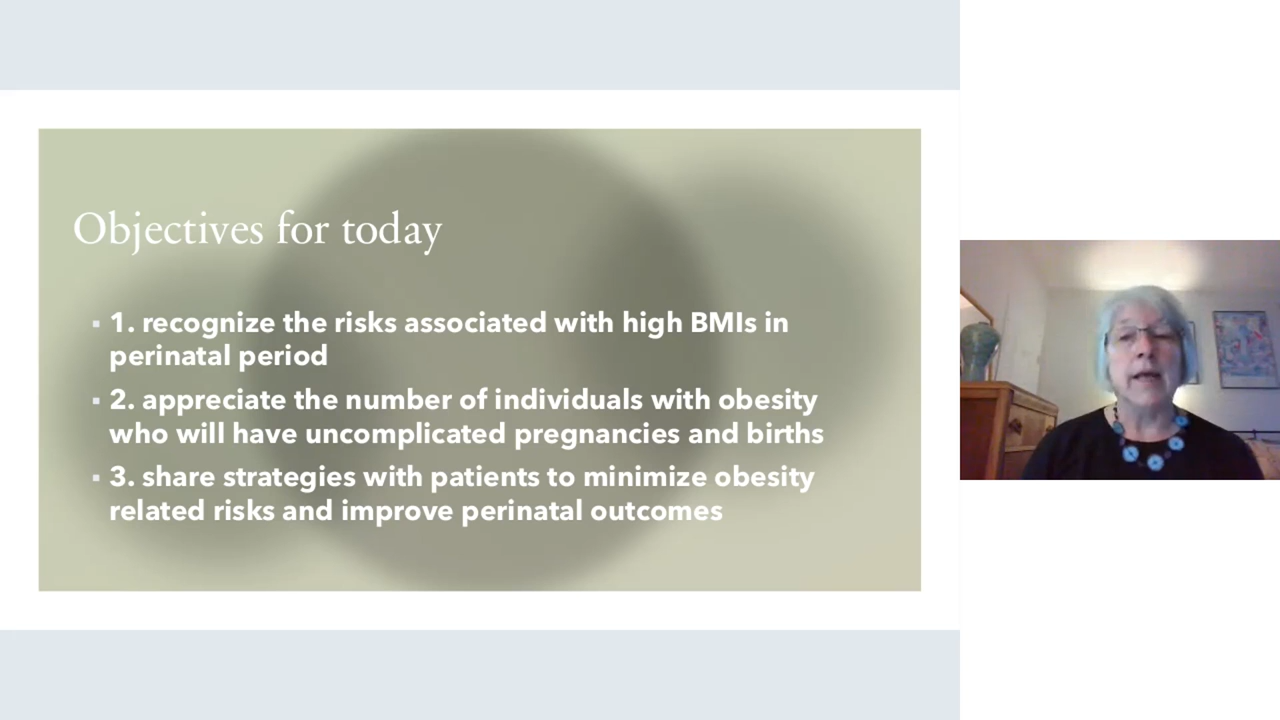 Objectives for today
▪ 1. recognize the risks associated with high BMIs in
perinatal period
▪ 2. appreciate the number of individuals with obesity
who will have uncomplicated pregnancies and births
▪ 3. share strategies with patients to minimize obesity
related risks and improve perinatal outcomes